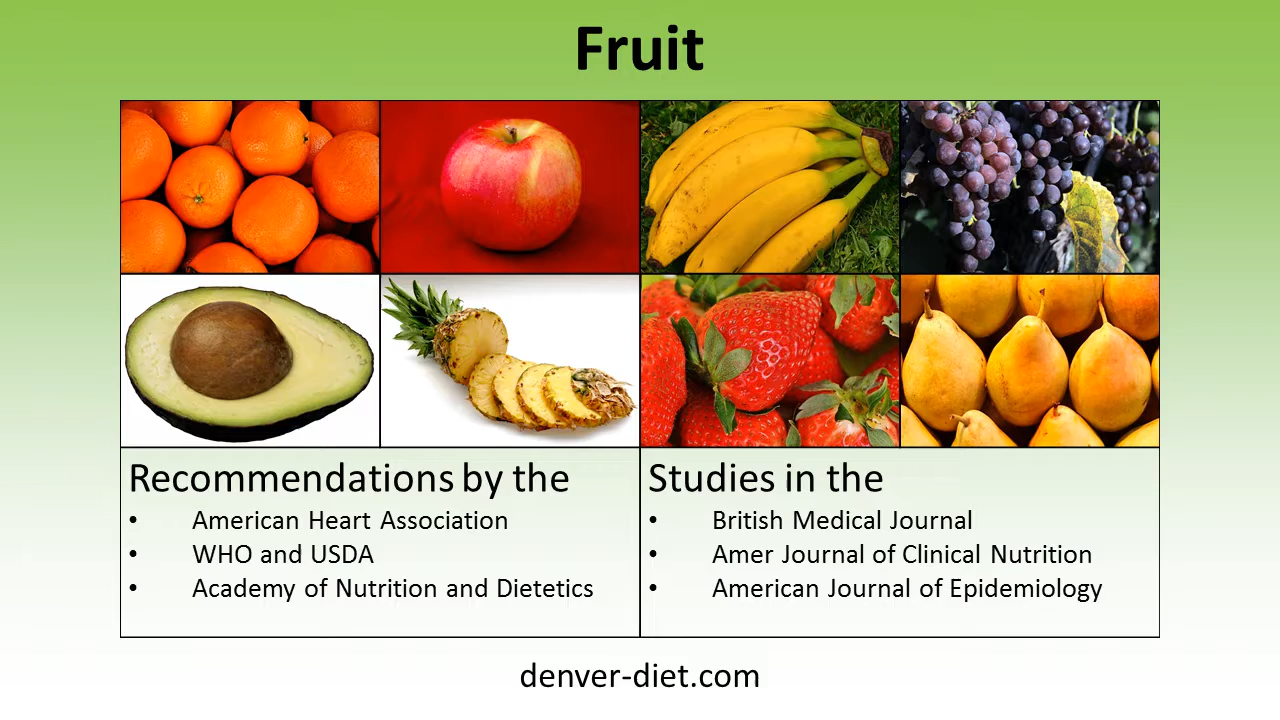 Fruit
Recommendations by the
• American Heart Association
• WHO and USDA
• Academy of Nutrition and Dietetics
Studies in the
• British Medical Journal
• Amer Journal of Clinical Nutrition
• American Journal of Epidemiology
denver-diet.com